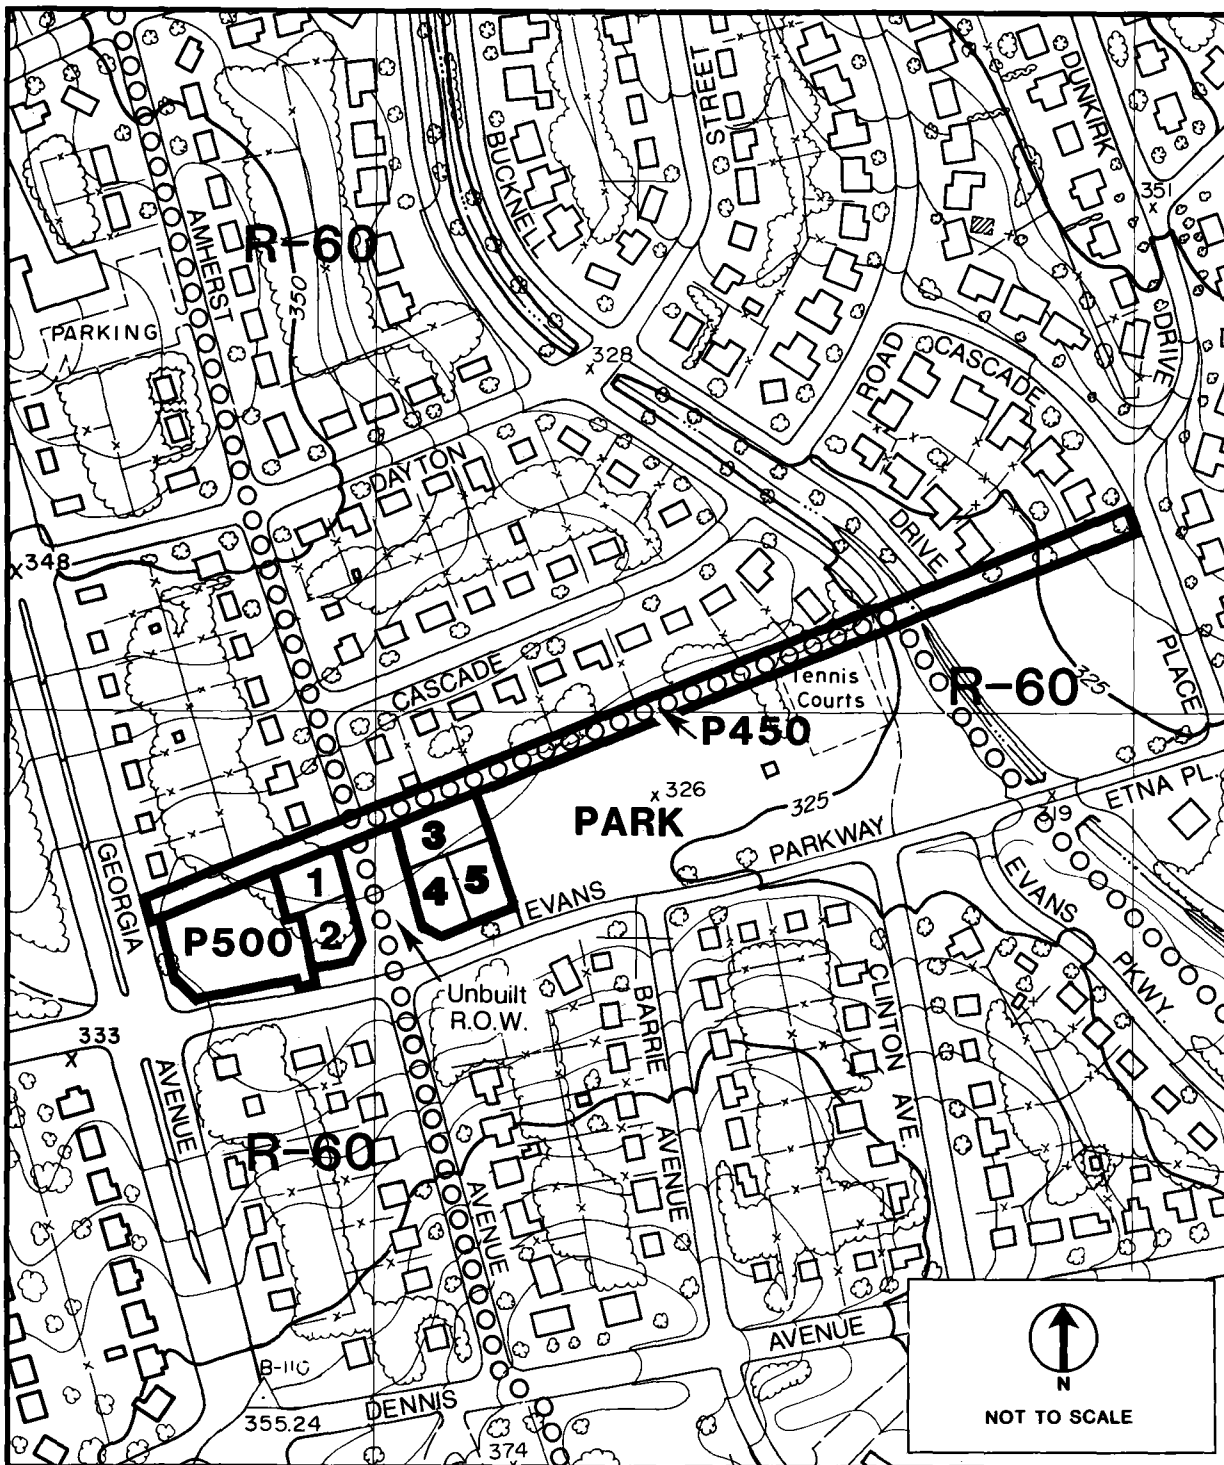 DUNKIRK
STREET
BUCKNELL
351
AMHERST
R-60
350
PARKING
DRIVE
328
ROAD
CASCADE
DAYTON
348
DRIVE
CASCADE
PLACE
R-60
325
Tennis
Courts
P450
326
325
PARK
319
ETNA PL.
PARKWAY
3
1
4
5
GEORGIA
EVANS
EVANS
P500
2
Unbuilt
R.O.W.
BARRIE
CLINTON
PKWY.
333
AVENUE
AVE.
R-60
AVENUE
AVENUE
AVENUE
B-110
DENNIS
355.24
374
N
NOT TO SCALE